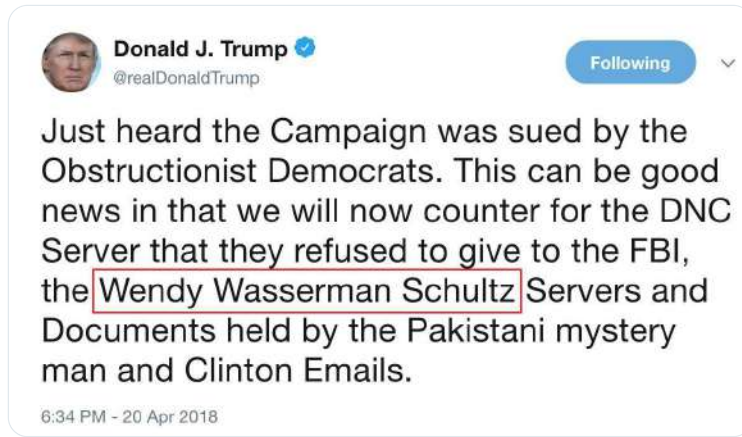 Donald J. Trump
@realDonaldTrump
Following
Just heard the Campaign was sued by the
Obstructionist Democrats. This can be good
news in that we will now counter for the DNC
Server that they refused to give to the FBI,
the Wendy Wasserman Schultz Servers and
Documents held by the Pakistani mystery
man and Clinton Emails.
6:34 PM - 20 Apr 2018